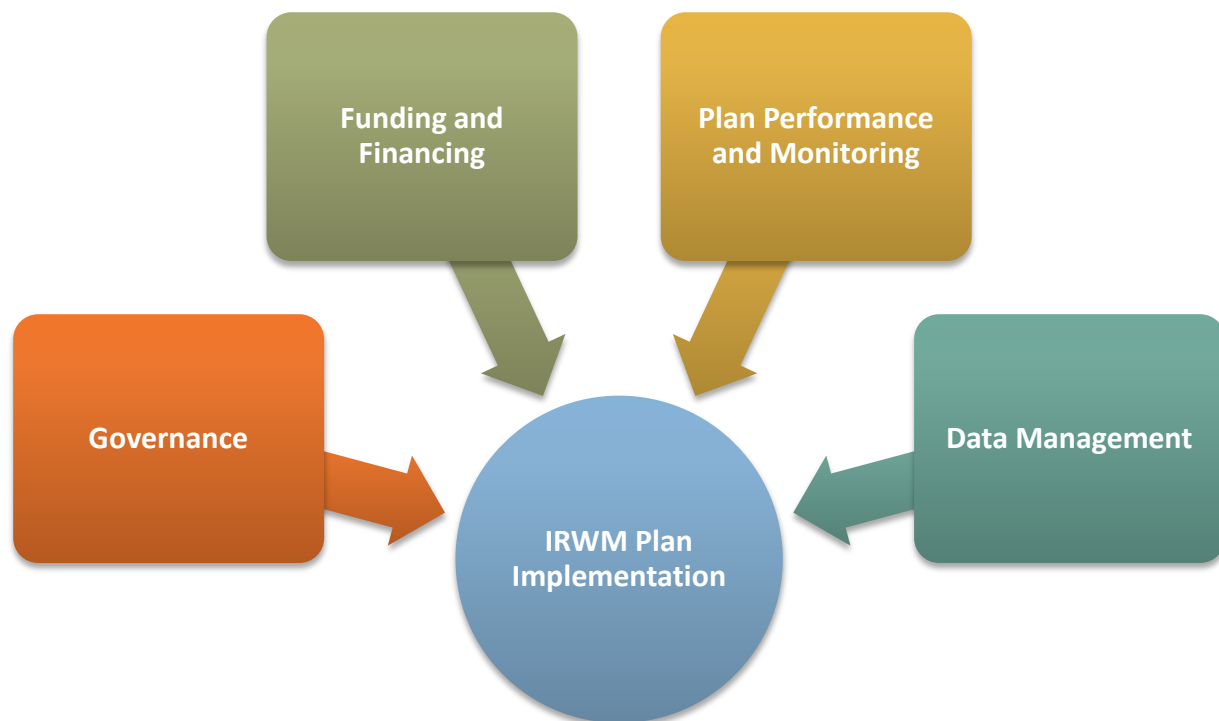 Funding and
Financing
Plan Performance
and Monitoring
Governance
Data Management
IRWM Plan
Implementation